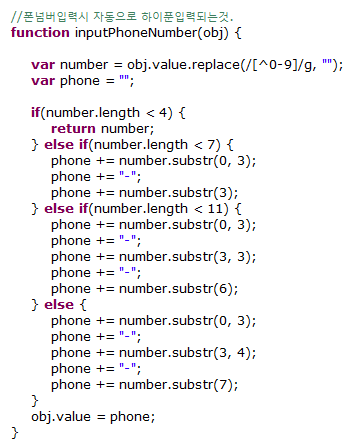 //폰넘버입력시 자동으로 하이푼입력되는것.
function inputPhoneNumber(obj) {
var number = obj.value.replace(/[^0-9]/g, "");
var phone = "";
if(number.length < 4) {
return number;
} else if(number.length < 7) {
phone += number.substr(0, 3);
phone += "-";
phone += number.substr(3);
} else if(number.length < 11) {
phone += number.substr(0, 3);
phone += "-";
phone += number.substr(3, 3);
phone += "-";
phone += number.substr(6);
} else {
phone += number.substr(0, 3);
phone += "-";
phone += number.substr(3, 4);
phone += "-";
phone += number.substr(7);
}
obj.value = phone;
}